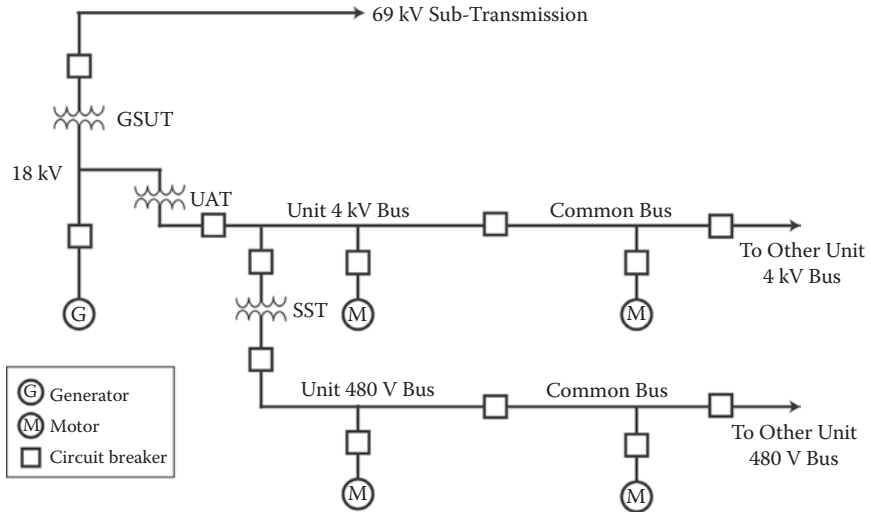 69 kV Sub-Transmission
GSUT
18 kV
UAT
Unit 4 kV Bus
Common Bus
To Other Unit
4 kV Bus
G
SST
M
M
Unit 480 V Bus
Common Bus
To Other Unit
480 V Bus
M
M
G Generator
M Motor
Circuit breaker